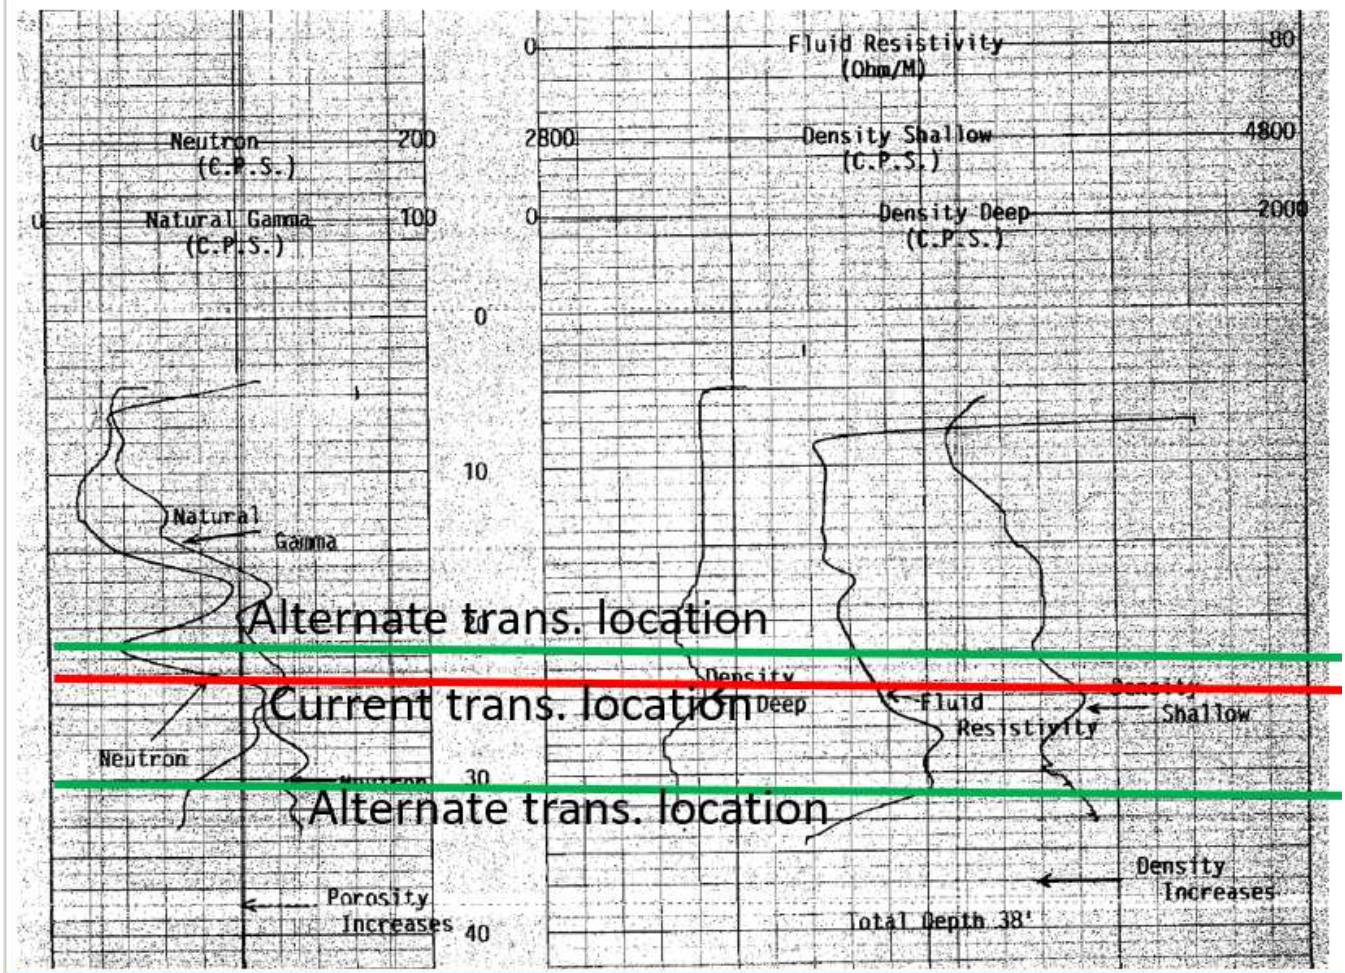 0 Fluid Resistivity 80
(Ohm/M)
0 Neutron 200 2800 Density Shallow 4800
(C.P.S.) (C.P.S.)
0 Natural Gamma 100 0 Density Deep 2000
(C.P.S.) (C.P.S.)
0
10
Natural
Gamma
Alternate trans. location
20
Density
Deep
Current trans. location
Fluid
Resistivity
Density
Shallow
Neutron
Neutron
30
Alternate trans. location
Density
Increases
Porosity
Increases
40
Total Depth 38'